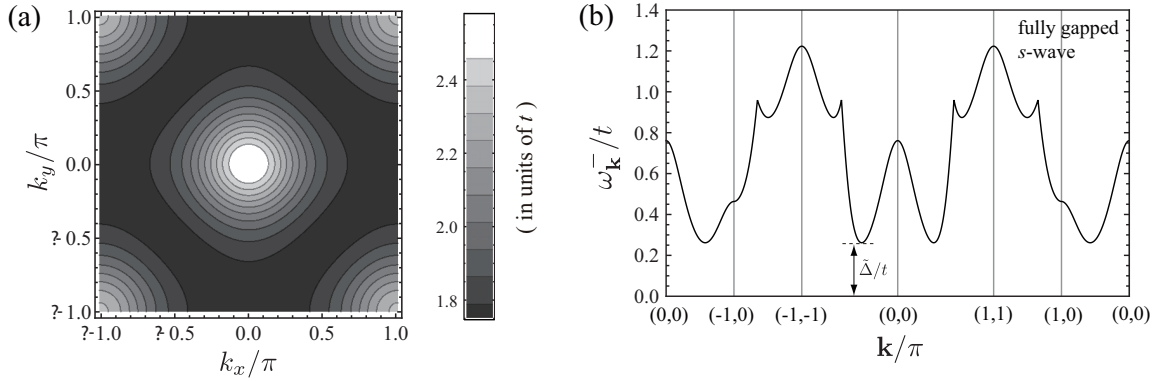 (a)
1.0
0.5
0.0
?-0.5
?-1.0
k_y/π
?-1.0
?-0.5
0.0
0.5
1.0
k_x/π
2.4
2.2
2.0
1.8
( in units of t )
(b)
fully gapped
s-wave
1.4
1.2
1.0
0.8
0.6
0.4
0.2
0.0
ω_k^−/t
Δ̃/t
(0,0)
(-1,0)
(-1,-1)
(0,0)
(1,1)
(1,0)
(0,0)
k/π